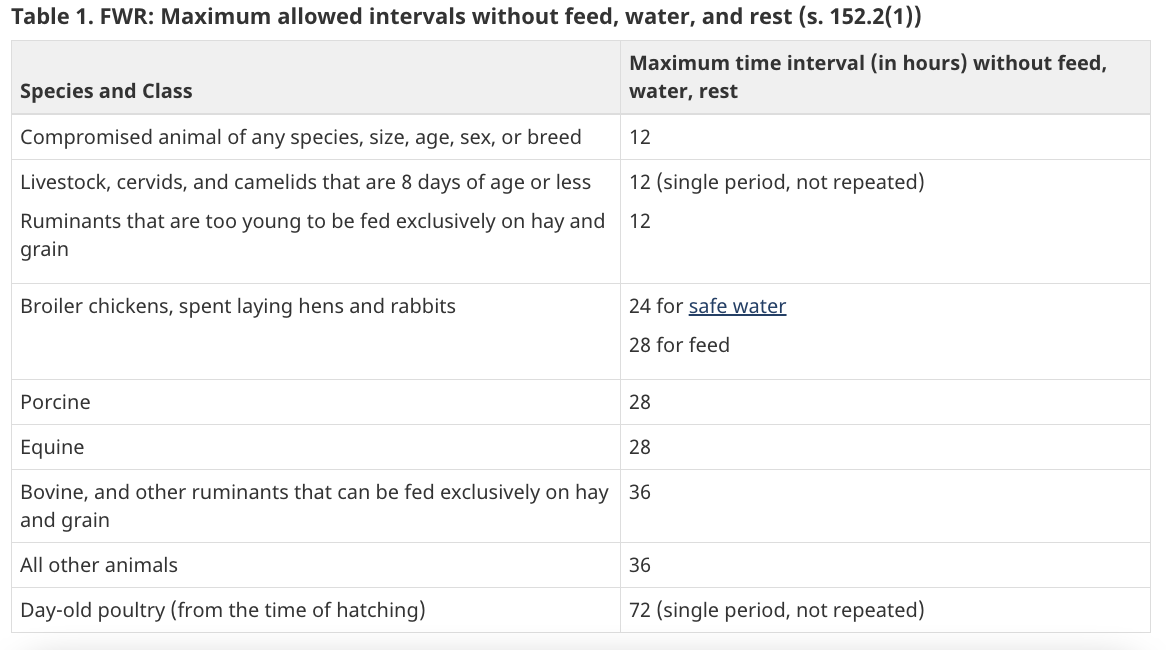 Table 1. FWR: Maximum allowed intervals without feed, water, and rest (s. 152.2(1))
Species and Class
Maximum time interval (in hours) without feed,
water, rest
Compromised animal of any species, size, age, sex, or breed
12
Livestock, cervids, and camelids that are 8 days of age or less
12 (single period, not repeated)
Ruminants that are too young to be fed exclusively on hay and
grain
12
Broiler chickens, spent laying hens and rabbits
24 for safe water
28 for feed
Porcine
28
Equine
28
Bovine, and other ruminants that can be fed exclusively on hay
and grain
36
All other animals
36
Day-old poultry (from the time of hatching)
72 (single period, not repeated)